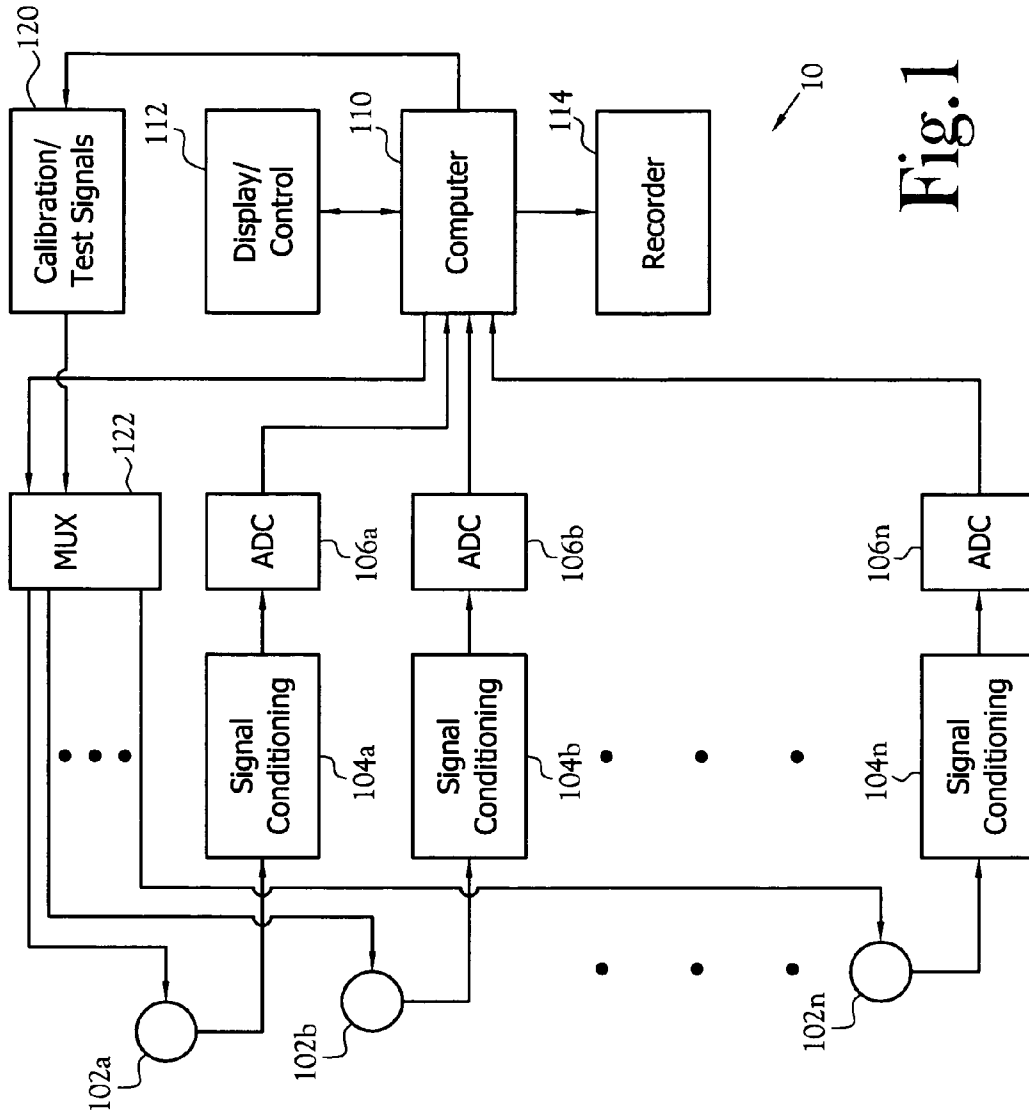 120
Calibration/
Test Signals
112
Display/
Control
110
Computer
114
Recorder
10
Fig.1
122
MUX
ADC
106a
ADC
106b
ADC
106n
Signal
Conditioning
104a
Signal
Conditioning
104b
Signal
Conditioning
104n
102a
102b
102n